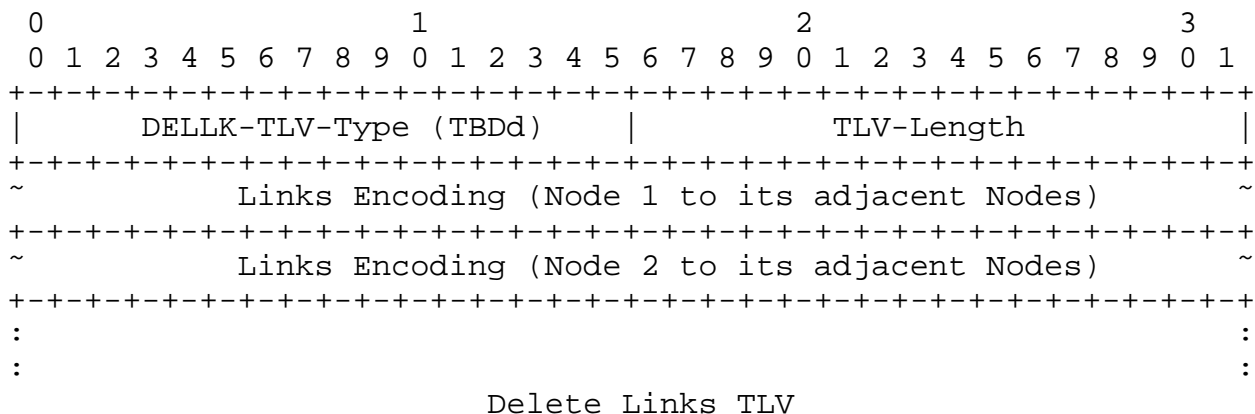 0                   1                   2                   3
 0 1 2 3 4 5 6 7 8 9 0 1 2 3 4 5 6 7 8 9 0 1 2 3 4 5 6 7 8 9 0 1
+-+-+-+-+-+-+-+-+-+-+-+-+-+-+-+-+-+-+-+-+-+-+-+-+-+-+-+-+-+-+-+-+
|      DELLK-TLV-Type (TBDd)    |          TLV-Length           |
+-+-+-+-+-+-+-+-+-+-+-+-+-+-+-+-+-+-+-+-+-+-+-+-+-+-+-+-+-+-+-+-+
~           Links Encoding (Node 1 to its adjacent Nodes)       ~
+-+-+-+-+-+-+-+-+-+-+-+-+-+-+-+-+-+-+-+-+-+-+-+-+-+-+-+-+-+-+-+-+
~           Links Encoding (Node 2 to its adjacent Nodes)       ~
+-+-+-+-+-+-+-+-+-+-+-+-+-+-+-+-+-+-+-+-+-+-+-+-+-+-+-+-+-+-+-+-+
:                                                               :
:                                                               :
                        Delete Links TLV